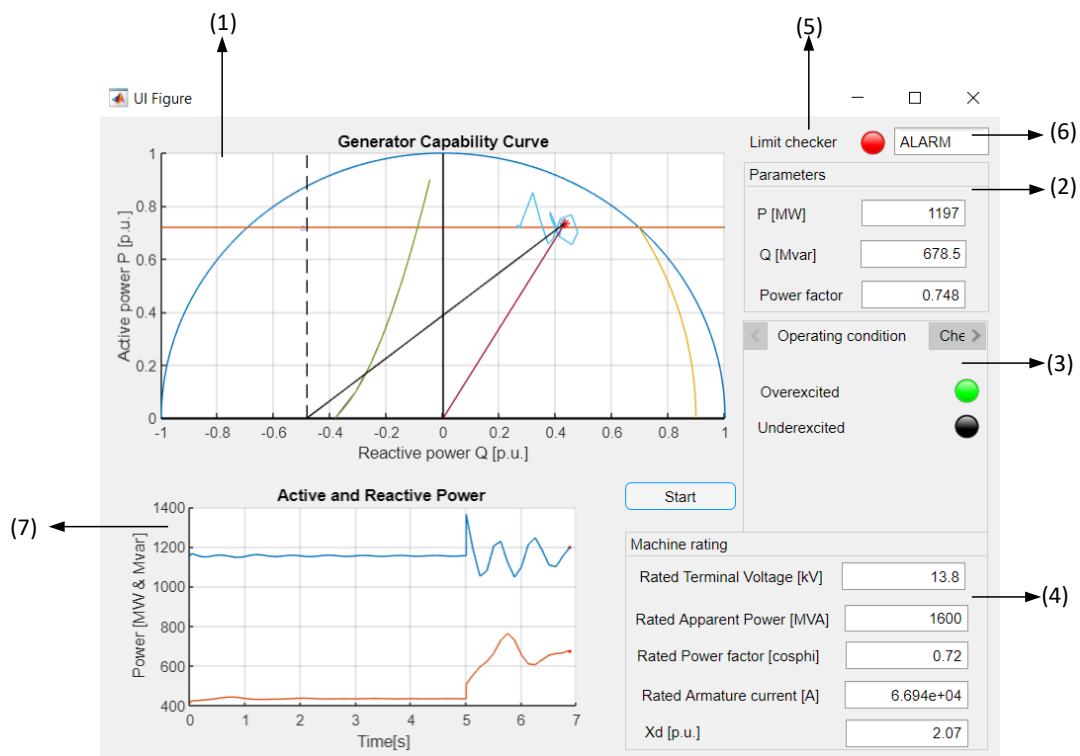 (1)
(5)
UI Figure
(6)
Generator Capability Curve
Limit checker
ALARM
Parameters
(2)
P [MW]
1197
Q [Mvar]
678.5
Power factor
0.748
Active power P [p.u.]
1
0.8
0.6
0.4
0.2
0
-1
-0.8
-0.6
-0.4
-0.2
0
0.2
0.4
0.6
0.8
1
Reactive power Q [p.u.]
Operating condition
Che
(3)
Overexcited
Underexcited
Start
Active and Reactive Power
(7)
Power [MW & Mvar]
1400
1200
1000
800
600
400
0
1
2
3
4
5
6
7
Time[s]
Machine rating
Rated Terminal Voltage [kV]
13.8
(4)
Rated Apparent Power [MVA]
1600
Rated Power factor [cosphi]
0.72
Rated Armature current [A]
6.694e+04
Xd [p.u.]
2.07